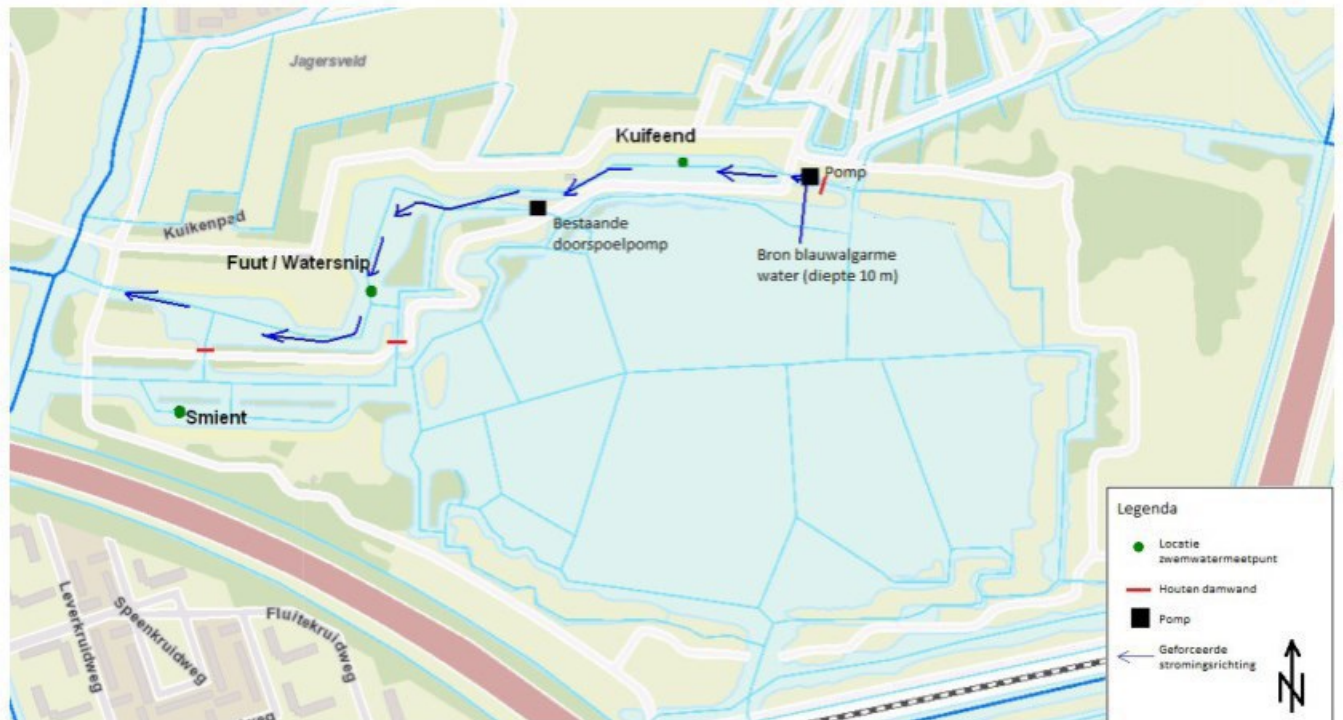 Jagersveld
Kuifeend
Pomp
Kuikenpad
Bestaande
doorspoelpomp
Bron blauwalgarme
water (diepte 10 m)
Fuut / Watersnip
Smient
Leverkruidweg
Speenkruidweg
Fluitekruidweg
Legenda
Locatie
zwemwatermeetpunt
Houten damwand
Pomp
Geforceerde
stromingsrichting
N